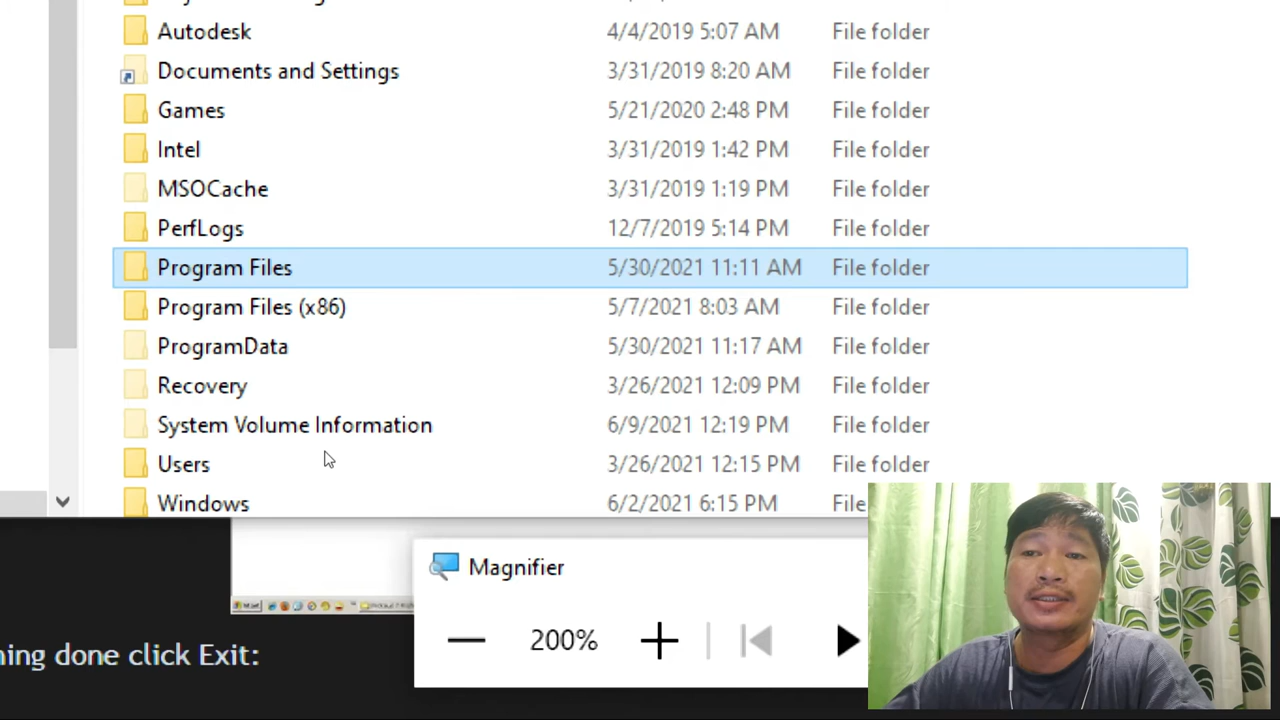 Autodesk 4/4/2019 5:07 AM File folder
Documents and Settings 3/31/2019 8:20 AM File folder
Games 5/21/2020 2:48 PM File folder
Intel 3/31/2019 1:42 PM File folder
MSOCache 3/31/2019 1:19 PM File folder
PerfLogs 12/7/2019 5:14 PM File folder
Program Files 5/30/2021 11:11 AM File folder
Program Files (x86) 5/7/2021 8:03 AM File folder
ProgramData 5/30/2021 11:17 AM File folder
Recovery 3/26/2021 12:09 PM File folder
System Volume Information 6/9/2021 12:19 PM File folder
Users 3/26/2021 12:15 PM File folder
Windows 6/2/2021 6:15 PM File
Magnifier
200%
done click Exit: